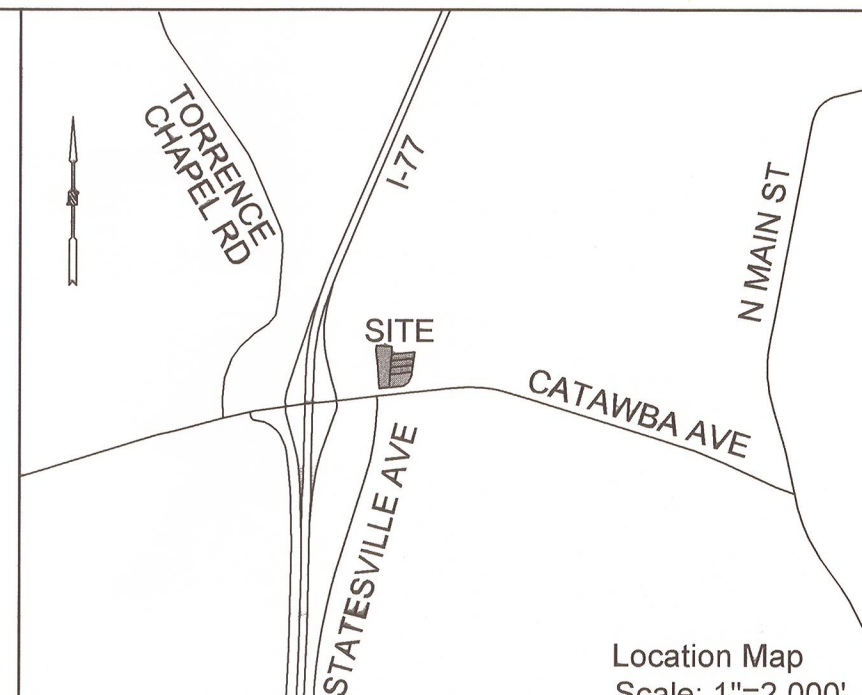 TORRENCE
CHAPEL RD
I-77
N MAIN ST
SITE
CATAWBA AVE
STATESVILLE AVE
Location Map
Scale: 1"=2,000'